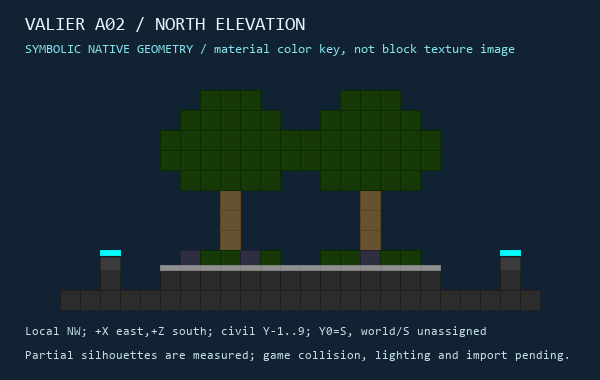 VALIER A02 / NORTH ELEVATION
SYMBOLIC NATIVE GEOMETRY / material color key, not block texture image
Local NW; +X east,+Z south; civil Y-1..9; Y0=S, world/S unassigned
Partial silhouettes are measured; game collision, lighting and import pending.